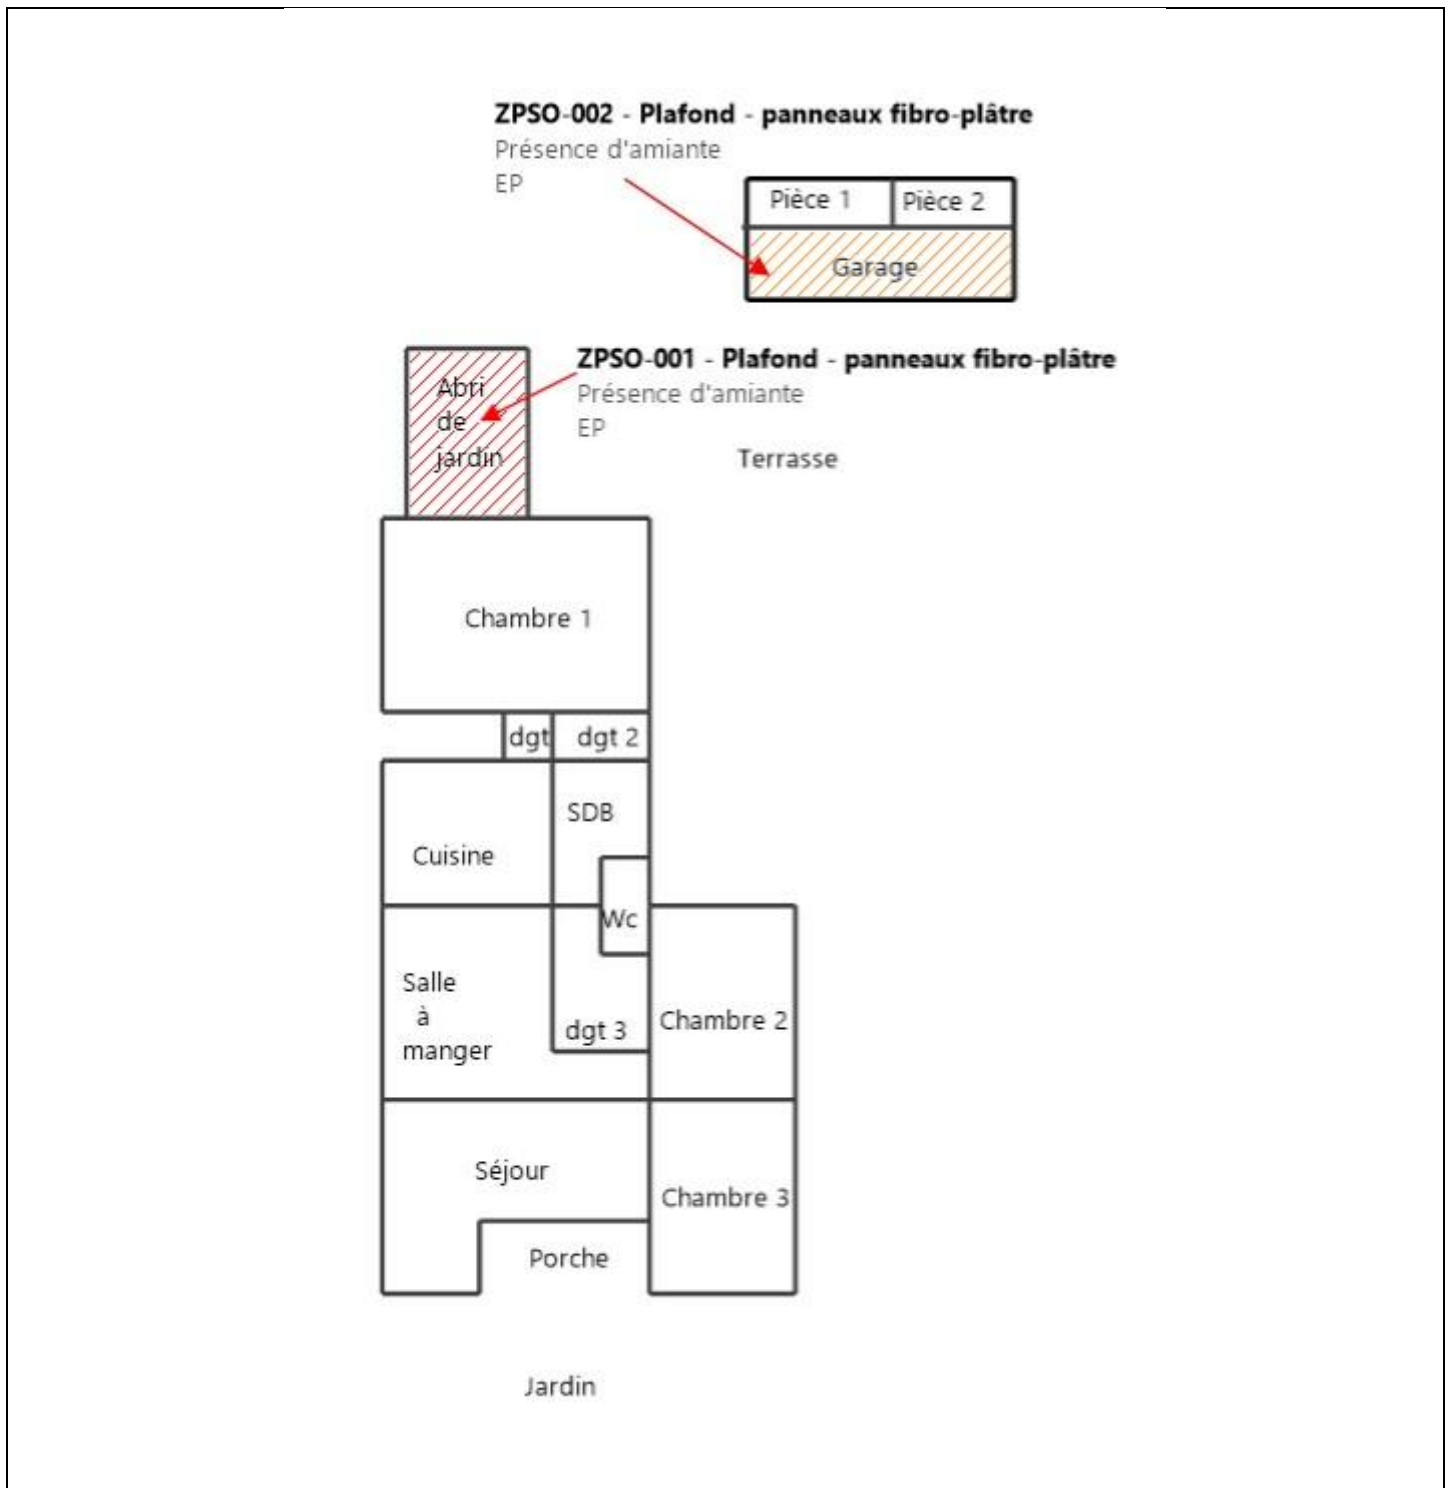 ZPSO-002 - Plafond - panneaux fibro-plâtre
Présence d'amiante
EP
Pièce 1
Pièce 2
Garage
ZPSO-001 - Plafond - panneaux fibro-plâtre
Présence d'amiante
EP
Abri
de
jardin
Terrasse
Chambre 1
dgt
dgt 2
SDB
Cuisine
Wc
Salle
à
manger
dgt 3
Chambre 2
Séjour
Chambre 3
Porche
Jardin